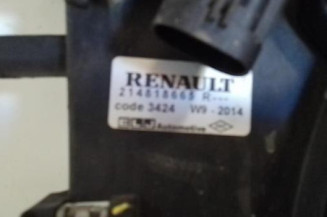 RENAULT
214818665 R---
code 3424 W9 - 2014
Automotive